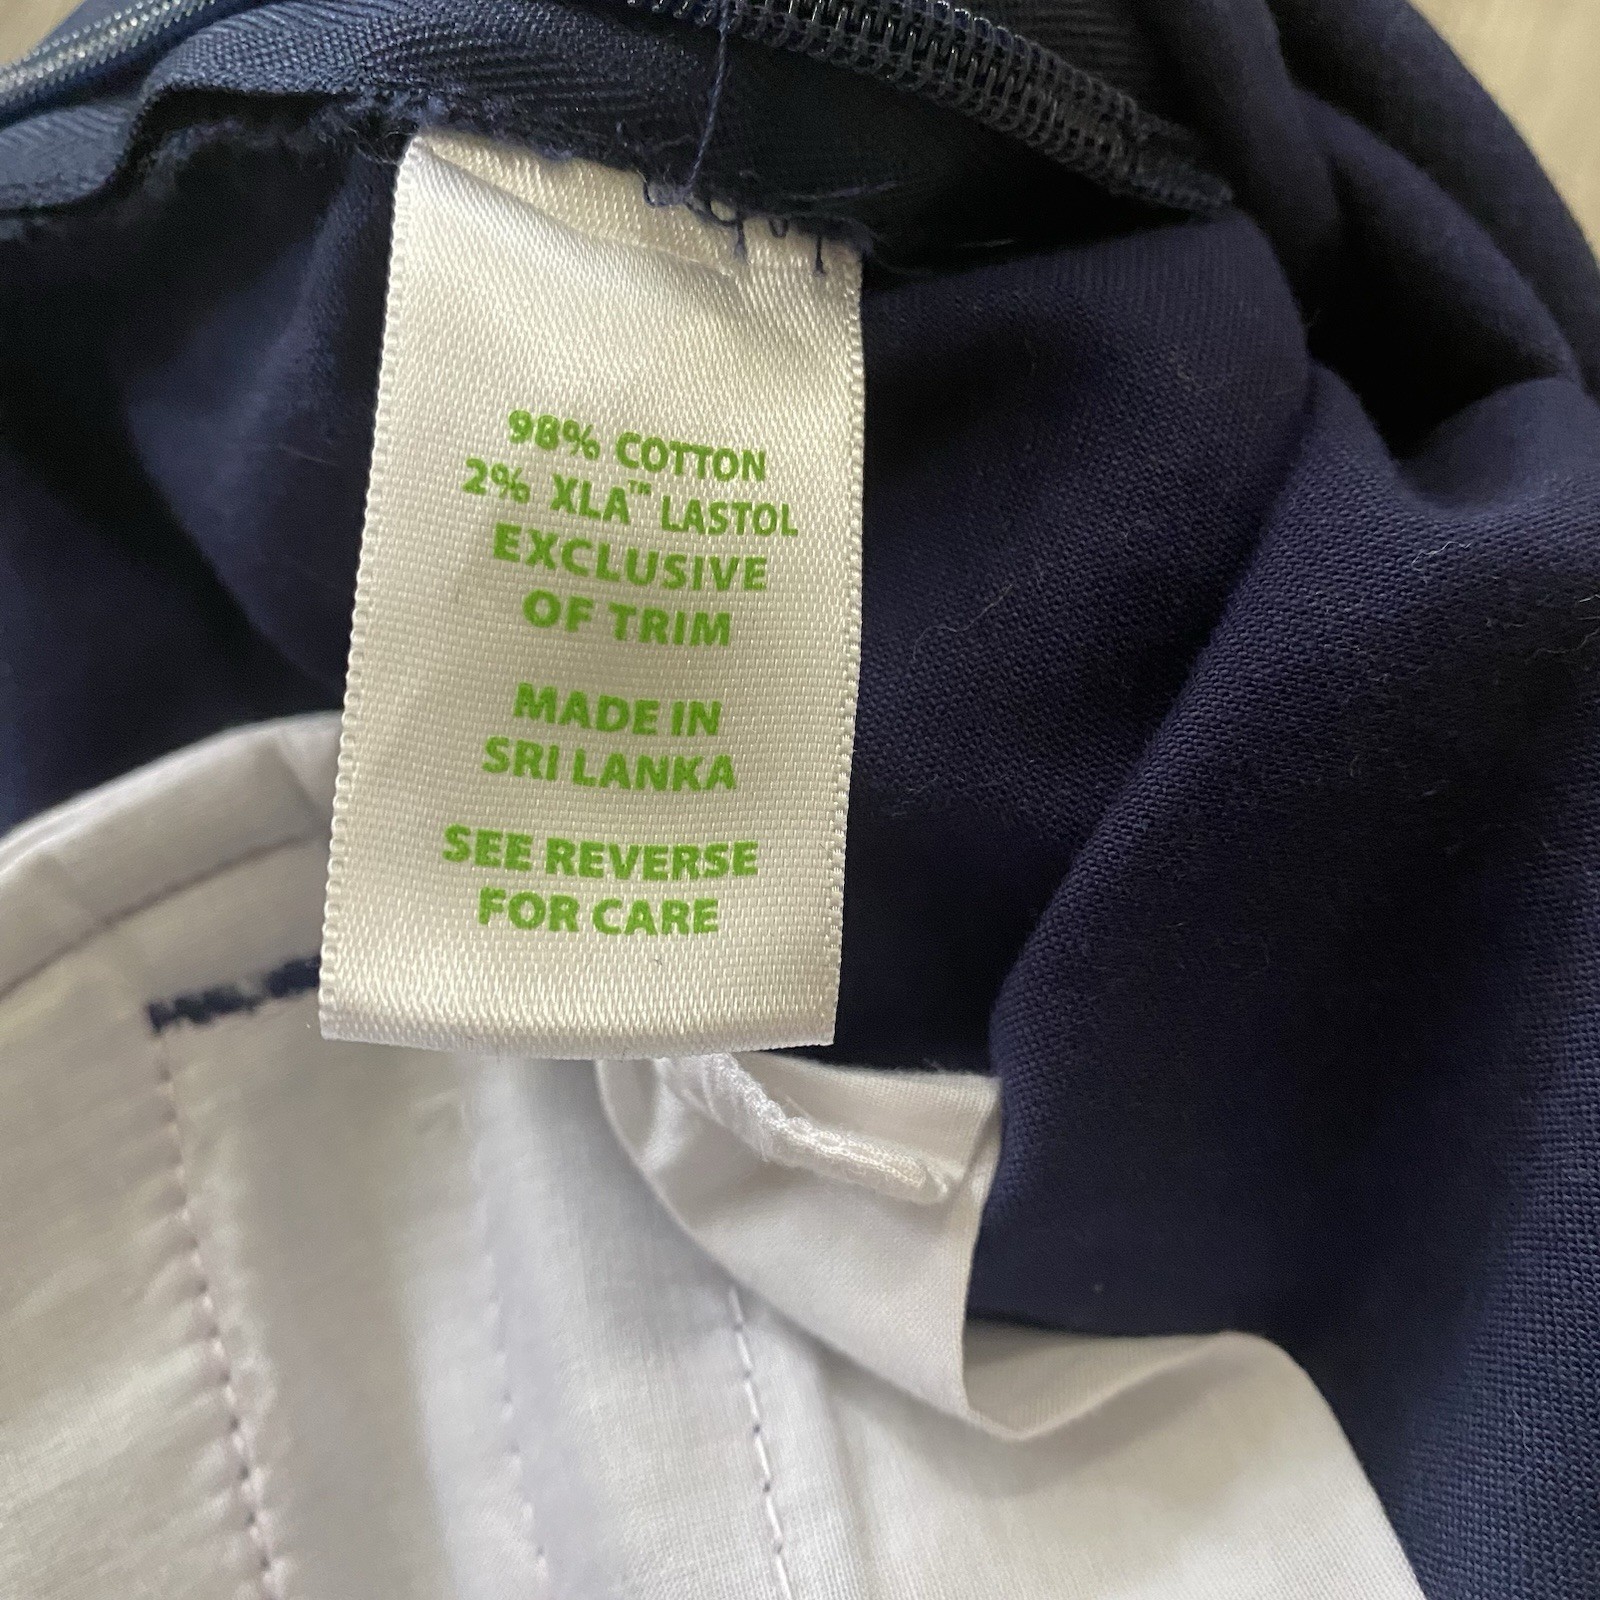 98% COTTON
2% XLA™ LASTOL
EXCLUSIVE
OF TRIM
MADE IN
SRI LANKA
SEE REVERSE
FOR CARE